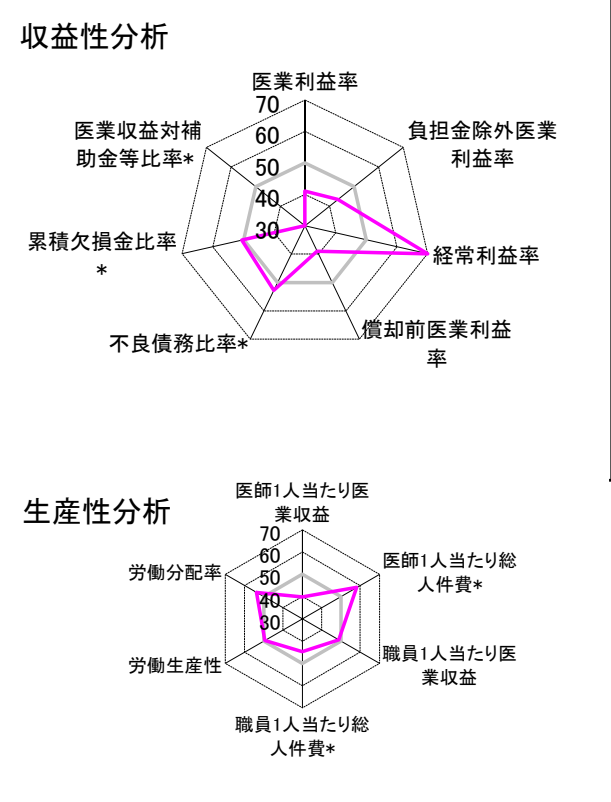 収益性分析
医業利益率
70
60
50
40
30
負担金除外医業
利益率
経常利益率
償却前医業利益
率
不良債務比率*
累積欠損金比率
*
医業収益対補
助金等比率*
生産性分析
医師1人当たり医
業収益
70
60
50
40
30
医師1人当たり総
人件費*
職員1人当たり医
業収益
職員1人当たり総
人件費*
労働生産性
労働分配率